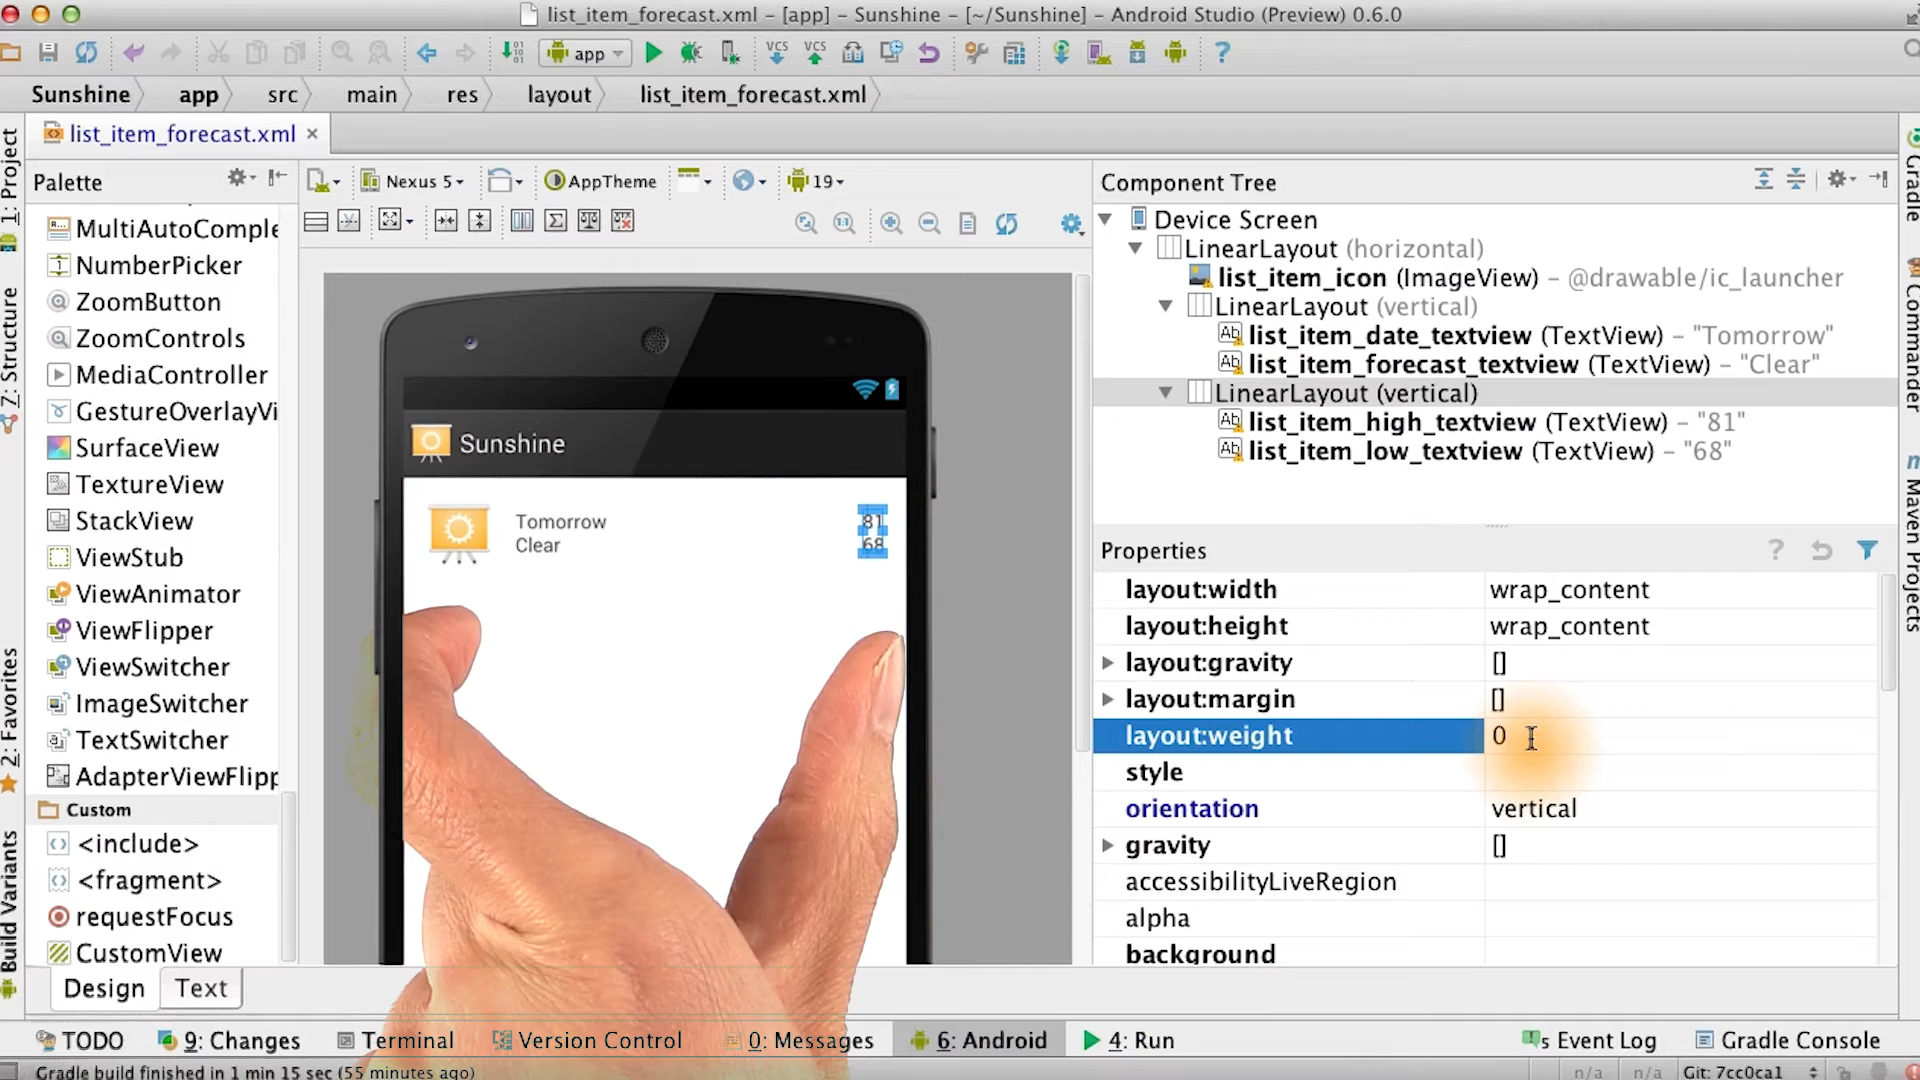 list_item_forecast.xml – [app] – Sunshine – [~/Sunshine] – Android Studio (Preview) 0.6.0
app
Sunshine app src main res layout list_item_forecast.xml
list_item_forecast.xml
1: Project
Z: Structure
2: Favorites
Build Variants
Palette
MultiAutoComple
NumberPicker
ZoomButton
ZoomControls
MediaController
GestureOverlayVi
SurfaceView
TextureView
StackView
ViewStub
ViewAnimator
ViewFlipper
ViewSwitcher
ImageSwitcher
TextSwitcher
AdapterViewFlipp
Custom
<include>
<fragment>
requestFocus
CustomView
Design Text
Nexus 5 AppTheme 19
Sunshine
Tomorrow 81
Clear 68
Component Tree
Device Screen
LinearLayout (horizontal)
list_item_icon (ImageView) – @drawable/ic_launcher
LinearLayout (vertical)
list_item_date_textview (TextView) – "Tomorrow"
list_item_forecast_textview (TextView) – "Clear"
LinearLayout (vertical)
list_item_high_textview (TextView) – "81"
list_item_low_textview (TextView) – "68"
Properties
layout:width wrap_content
layout:height wrap_content
layout:gravity []
layout:margin []
layout:weight 0
style
orientation vertical
gravity []
accessibilityLiveRegion
alpha
background
Gradle
Commander
Maven Projects
TODO 9: Changes Terminal Version Control 0: Messages 6: Android 4: Run Event Log Gradle Console
Gradle build finished in 1 min 15 sec (55 minutes ago) n/a n/a Git: 7cc0ca1